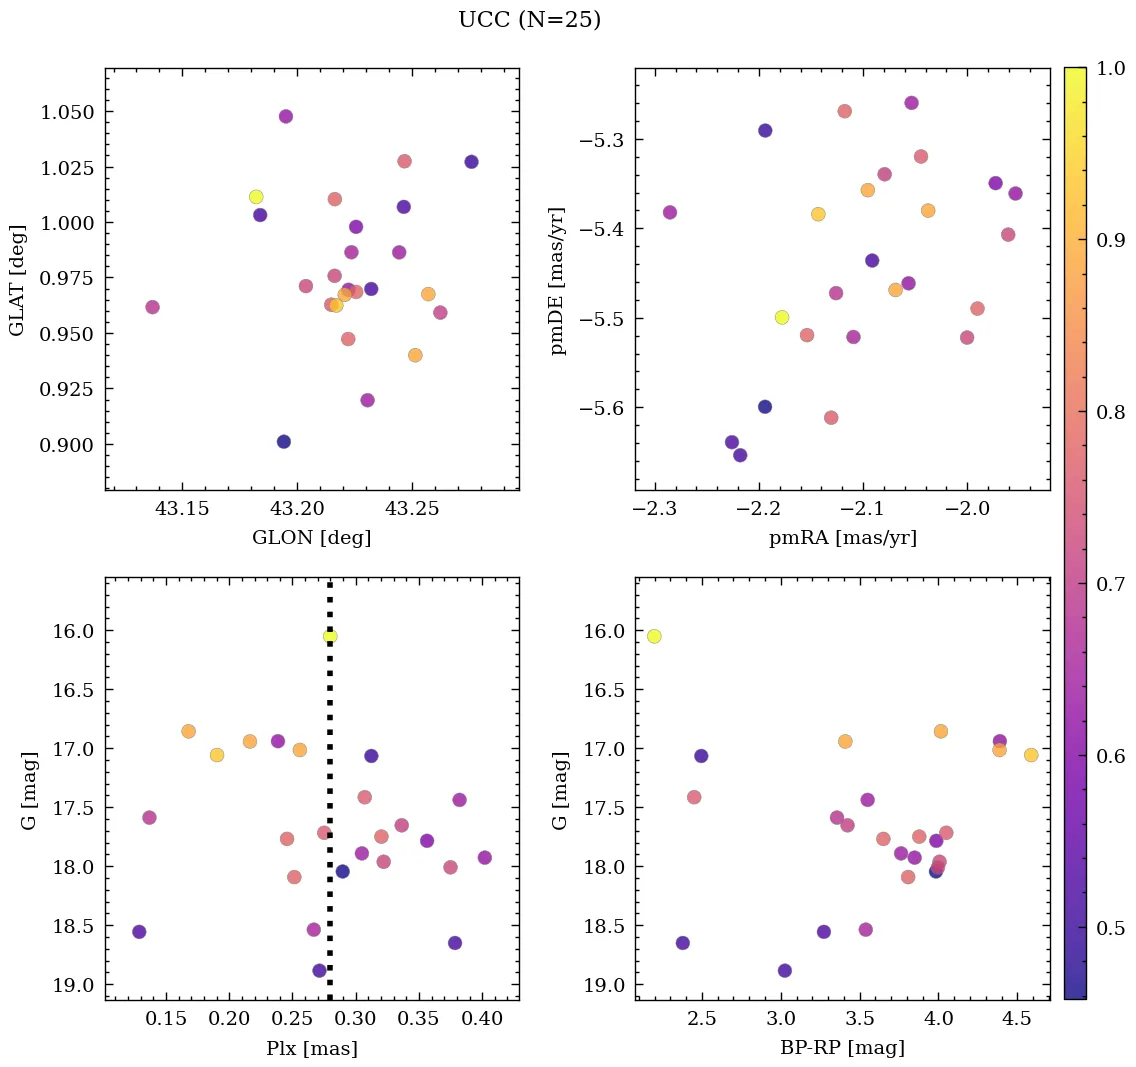 UCC (N=25)
1.050
1.025
1.000
0.975
0.950
0.925
0.900
GLAT [deg]
43.15 43.20 43.25
GLON [deg]
−5.3
−5.4
−5.5
−5.6
pmDE [mas/yr]
−2.3 −2.2 −2.1 −2.0
pmRA [mas/yr]
16.0
16.5
17.0
17.5
18.0
18.5
19.0
G [mag]
0.15 0.20 0.25 0.30 0.35 0.40
Plx [mas]
16.0
16.5
17.0
17.5
18.0
18.5
19.0
G [mag]
2.5 3.0 3.5 4.0 4.5
BP-RP [mag]
1.0
0.9
0.8
0.7
0.6
0.5